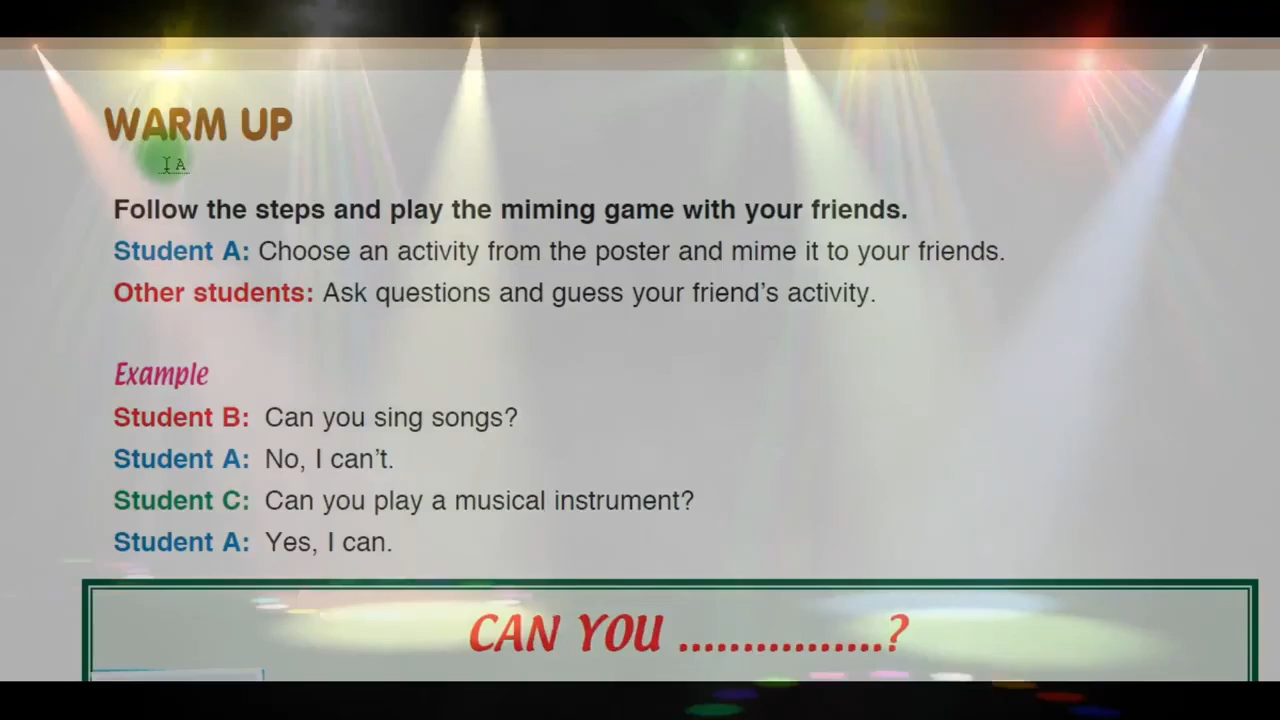 WARM UP
A
Follow the steps and play the miming game with your friends.
Student A: Choose an activity from the poster and mime it to your friends.
Other students: Ask questions and guess your friend's activity.
Example
Student B: Can you sing songs?
Student A: No, I can't.
Student C: Can you play a musical instrument?
Student A: Yes, I can.
CAN YOU ................?